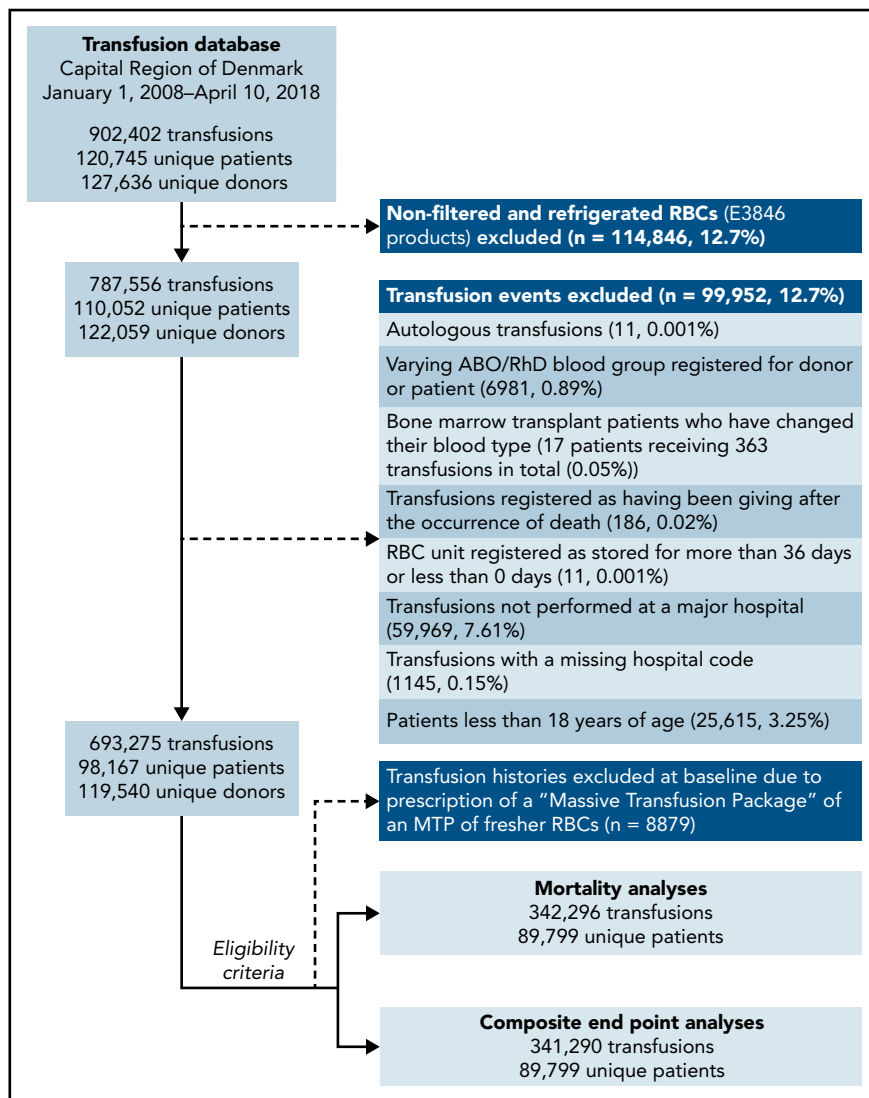 Transfusion database
Capital Region of Denmark
January 1, 2008–April 10, 2018
902,402 transfusions
120,745 unique patients
127,636 unique donors
Non-filtered and refrigerated RBCs (E3846
products) excluded (n = 114,846, 12.7%)
787,556 transfusions
110,052 unique patients
122,059 unique donors
Transfusion events excluded (n = 99,952, 12.7%)
Autologous transfusions (11, 0.001%)
Varying ABO/RhD blood group registered for donor
or patient (6981, 0.89%)
Bone marrow transplant patients who have changed
their blood type (17 patients receiving 363
transfusions in total (0.05%))
Transfusions registered as having been giving after
the occurrence of death (186, 0.02%)
RBC unit registered as stored for more than 36 days
or less than 0 days (11, 0.001%)
Transfusions not performed at a major hospital
(59,969, 7.61%)
Transfusions with a missing hospital code
(1145, 0.15%)
Patients less than 18 years of age (25,615, 3.25%)
693,275 transfusions
98,167 unique patients
119,540 unique donors
Transfusion histories excluded at baseline due to
prescription of a “Massive Transfusion Package” of
an MTP of fresher RBCs (n = 8879)
Eligibility
criteria
Mortality analyses
342,296 transfusions
89,799 unique patients
Composite end point analyses
341,290 transfusions
89,799 unique patients